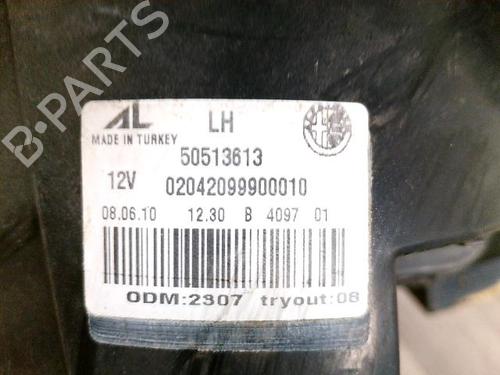 AL LH
MADE IN TURKEY
50513613
12V 02042099900010
08.06.10 12.30 B 4097 01
ODM:2307 tryout:08
B-PARTS